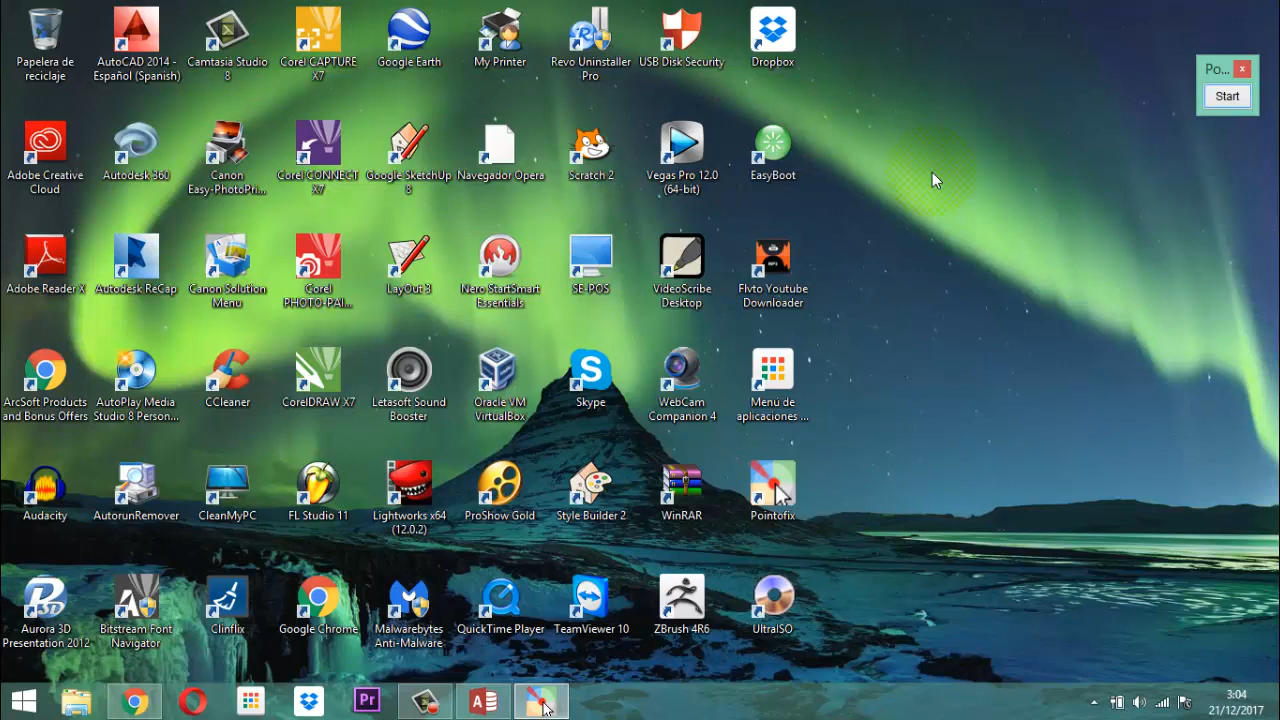 Papelera de
reciclaje
AutoCAD 2014 -
Español (Spanish)
Camtasia Studio
8
Corel CAPTURE
X7
Google Earth
My Printer
Revo Uninstaller
Pro
USB Disk Security
Dropbox
Po...
Start
Adobe Creative
Cloud
Autodesk 360
Canon
Easy-PhotoPri...
Corel CONNECT
X7
Google SketchUp
8
Navegador Opera
Scratch 2
Vegas Pro 12.0
(64-bit)
EasyBoot
Adobe Reader X
Autodesk ReCap
Canon Solution
Menu
Corel
PHOTO-PAI...
LayOut 3
Nero StartSmart
Essentials
SE-POS
VideoScribe
Desktop
Flvto Youtube
Downloader
ArcSoft Products
and Bonus Offers
AutoPlay Media
Studio 8 Person...
CCleaner
CorelDRAW X7
Letasoft Sound
Booster
Oracle VM
VirtualBox
Skype
WebCam
Companion 4
Menú de
aplicaciones ...
Audacity
AutorunRemover
CleanMyPC
FL Studio 11
Lightworks x64
(12.0.2)
ProShow Gold
Style Builder 2
WinRAR
Pointofix
Aurora 3D
Presentation 2012
Bitstream Font
Navigator
Clinflix
Google Chrome
Malwarebytes
Anti-Malware
QuickTime Player
TeamViewer 10
ZBrush 4R6
UltraISO
Pr
3:04
21/12/2017